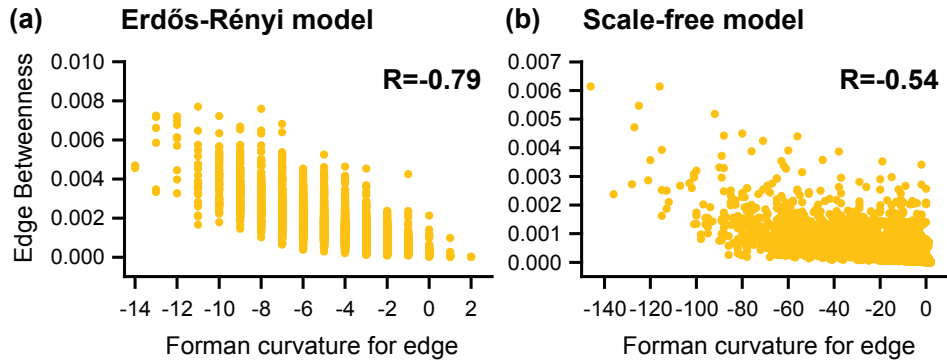 (a) Erdős-Rényi model
Edge Betweenness
0.010
0.008
0.006
0.004
0.002
0.000
R=-0.79
-14 -12 -10 -8 -6 -4 -2 0 2
Forman curvature for edge
(b) Scale-free model
0.007
0.006
0.005
0.004
0.003
0.002
0.001
0.000
R=-0.54
-140 -120 -100 -80 -60 -40 -20 0
Forman curvature for edge